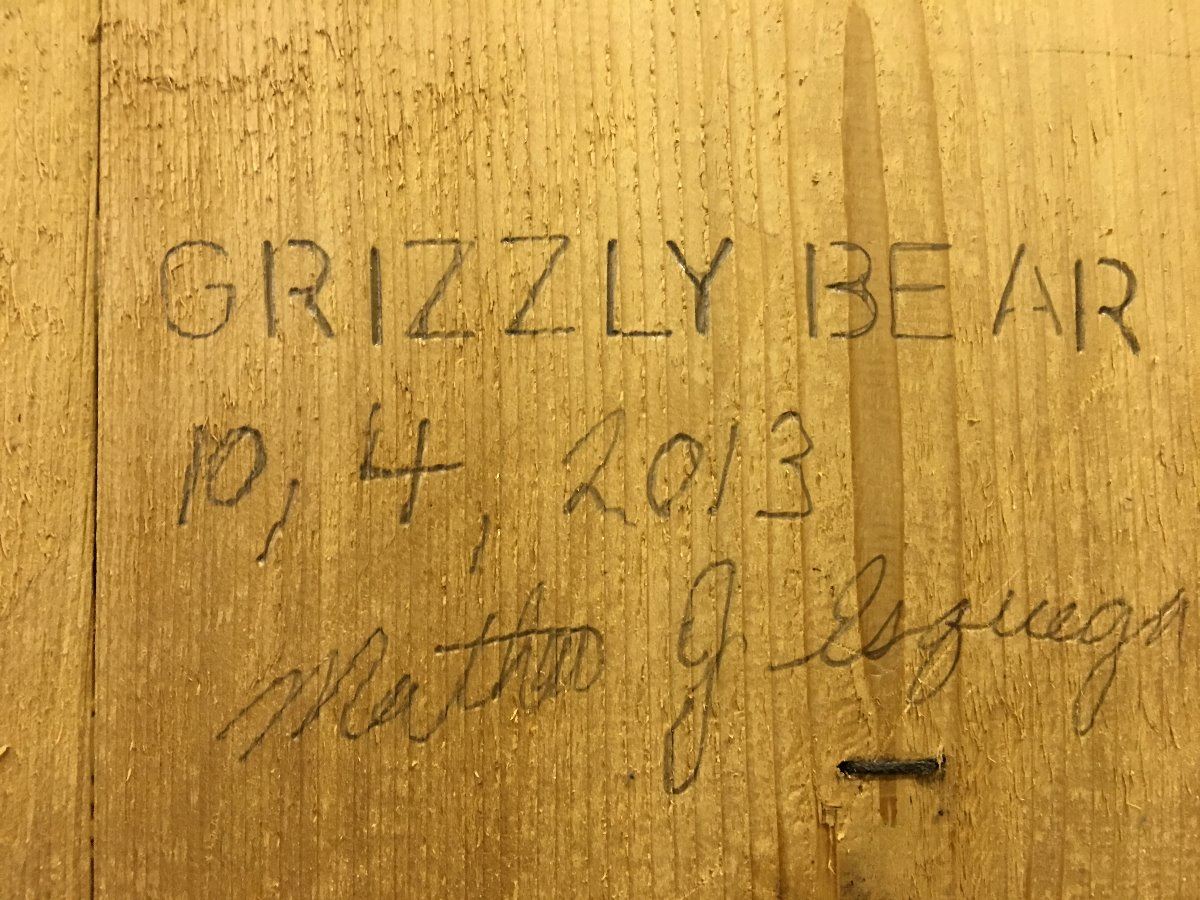 GRIZZLY BEAR
10, 4, 2013
J